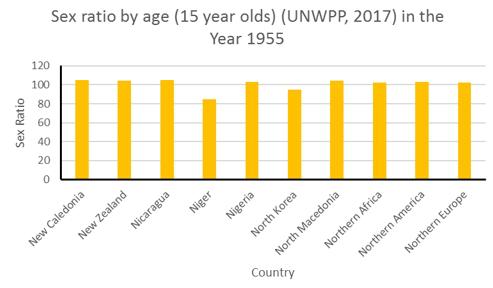 Sex ratio by age (15 year olds) (UNWPP, 2017) in the
Year 1955
120
100
80
60
40
20
0
Sex Ratio
New Caledonia
New Zealand
Nicaragua
Niger
Nigeria
North Korea
North Macedonia
Northern Africa
Northern America
Northern Europe
Country